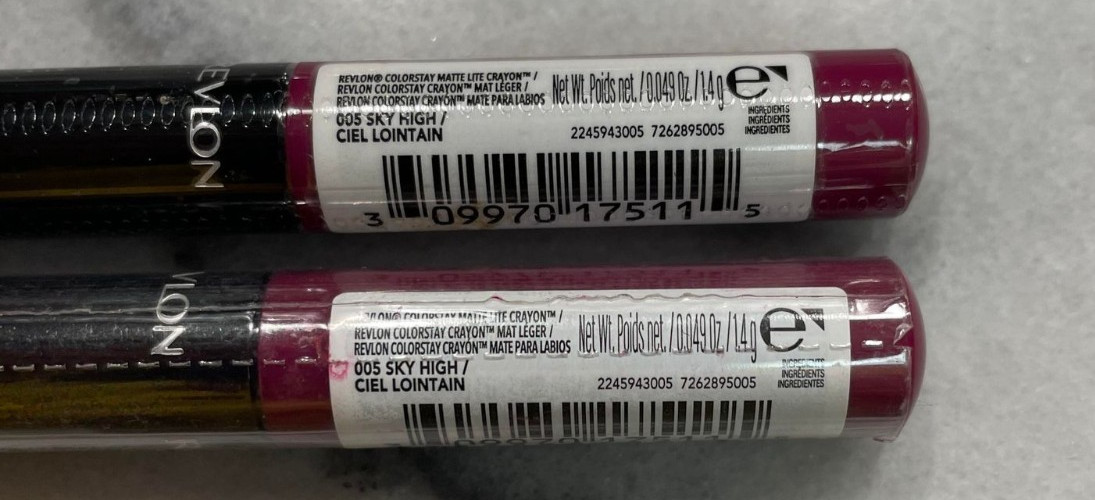 REVLON
REVLON® COLORSTAY MATTE LITE CRAYON™ /
REVLON COLORSTAY CRAYON™ MAT LÉGER /
REVLON COLORSTAY CRAYON™ MATE PARA LABIOS
Net Wt. Poids net. / 0.049 Oz / 1.4 g e
005 SKY HIGH /
CIEL LOINTAIN
2245943005 7262895005
INGREDIENTS
INGRÉDIENTS
INGREDIENTES
3 09970 17511 5
VLON
REVLON® COLORSTAY MATTE LITE CRAYON™ /
REVLON COLORSTAY CRAYON™ MAT LÉGER /
REVLON COLORSTAY CRAYON™ MATE PARA LABIOS
Net Wt. Poids net. / 0.049 Oz / 1.4 g e
005 SKY HIGH /
CIEL LOINTAIN
2245943005 7262895005
INGREDIENTS
INGRÉDIENTS
INGREDIENTES
09970 17511